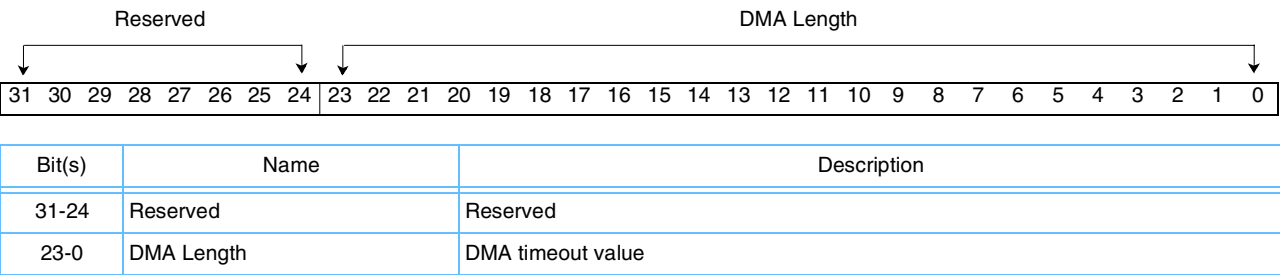 Reserved DMA Length
31 30 29 28 27 26 25 24 23 22 21 20 19 18 17 16 15 14 13 12 11 10 9 8 7 6 5 4 3 2 1 0
Bit(s) Name Description
31-24 Reserved Reserved
23-0 DMA Length DMA timeout value